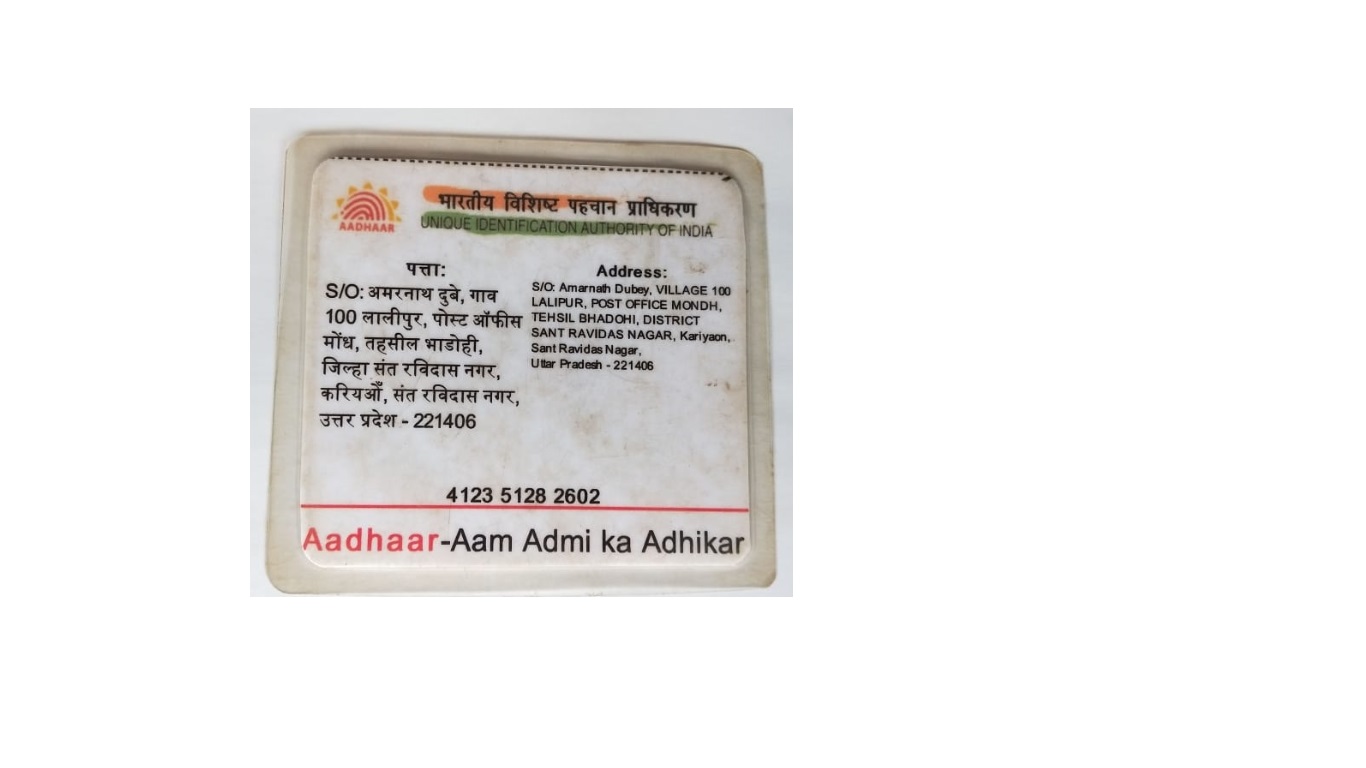 भारतीय विशिष्ट पहचान प्राधिकरण
AADHAAR
UNIQUE IDENTIFICATION AUTHORITY OF INDIA
पत्ता:
S/O: अमरनाथ दुबे, गाव
100 लालीपुर, पोस्ट ऑफीस
मोंध, तहसील भाडोही,
जिल्हा संत रविदास नगर,
करियआँ, संत रविदास नगर,
उत्तर प्रदेश - 221406
Address:
S/O: Amarnath Dubey, VILLAGE 100
LALIPUR, POST OFFICE MONDH,
TEHSIL BHADOHI, DISTRICT
SANT RAVIDAS NAGAR, Kariyaon,
Sant Ravidas Nagar,
Uttar Pradesh - 221406
4123 5128 2602
Aadhaar-Aam Admi ka Adhikar